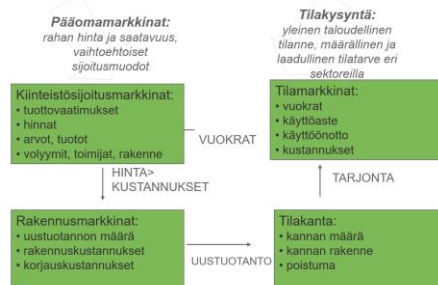 Pääomamarkkinat:
rahan hinta ja saatavuus,
vaihtoehtoiset
sijoitusmuodot
Tilakysyntä:
yleinen taloudellinen
tilanne, määrällinen ja
laadullinen tilatarve eri
sektoreilla
Kiinteistösijoitusmarkkinat:
• tuottovaatimukset
• hinnat
• arvot, tuotot
• volyymit, toimijat, rakenne
VUOKRAT
Tilamarkkinat:
• vuokrat
• käyttöaste
• käyttöönotto
• kustannukset
HINTA>
KUSTANNUKSET
TARJONTA
Rakennusmarkkinat:
• uustuotannon määrä
• rakennuskustannukset
• korjauskustannukset
UUSTUOTANTO
Tilakanta:
• kannan määrä
• kannan rakenne
• poistuma